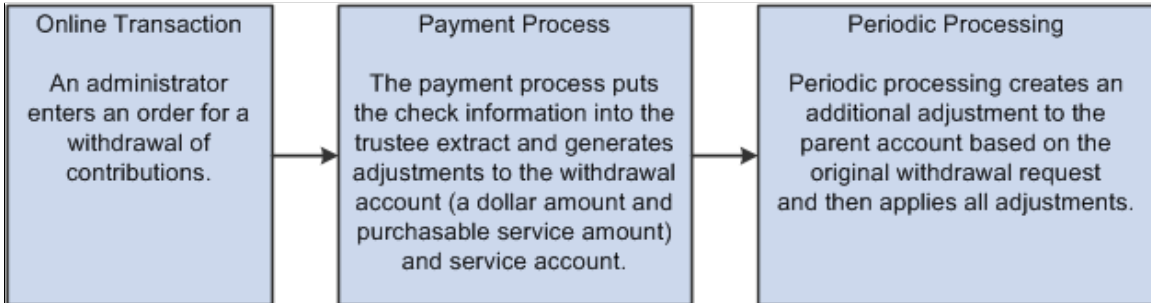 Online Transaction
An administrator
enters an order for a
withdrawal of
contributions.
Payment Process
The payment process puts
the check information into the
trustee extract and generates
adjustments to the withdrawal
account (a dollar amount and
purchasable service amount)
and service account.
Periodic Processing
Periodic processing creates an
additional adjustment to the
parent account based on the
original withdrawal request
and then applies all adjustments.